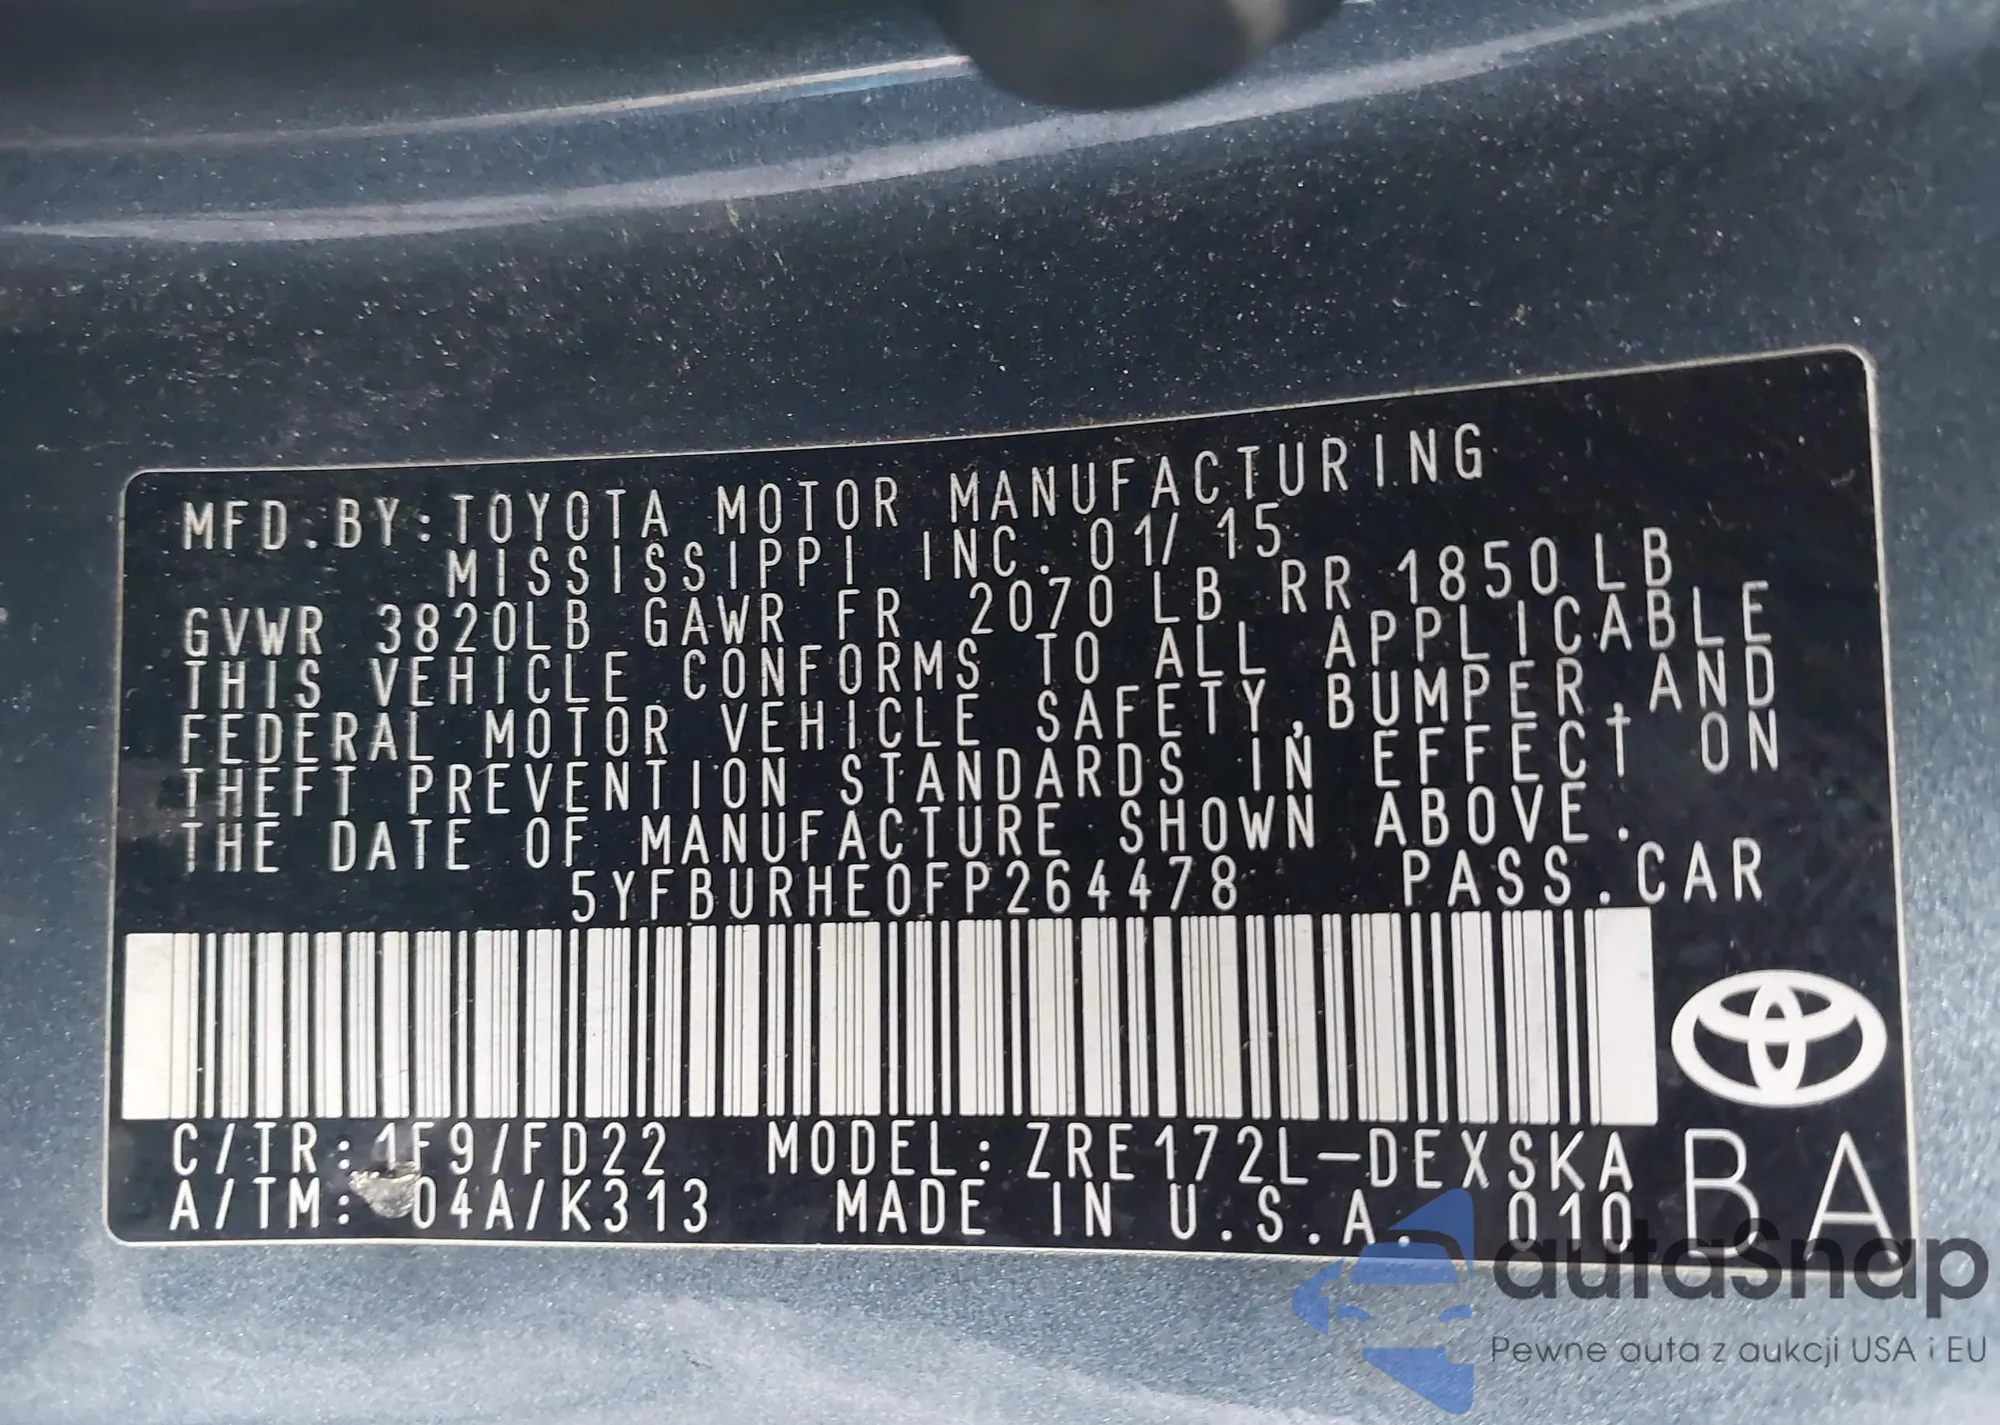 MFD.BY:TOYOTA MOTOR MANUFACTURING
MISSISSIPPI INC. 01/15
GVWR 3820LB GAWR FR 2070 LB RR 1850 LB
THIS VEHICLE CONFORMS TO ALL APPLICABLE
FEDERAL MOTOR VEHICLE SAFETY,BUMPER,AND
THEFT PREVENTION STANDARDS IN EFFECT ON
THE DATE OF MANUFACTURE SHOWN ABOVE.
5YFBURHE0FP264478 PASS.CAR
C/TR:1F9/FD22 MODEL:ZRE172L-DEXSKA
A/TM: 04A/K313 MADE IN U.S.A. 010
BA
autaSnap
Pewne auta z aukcji USA i EU